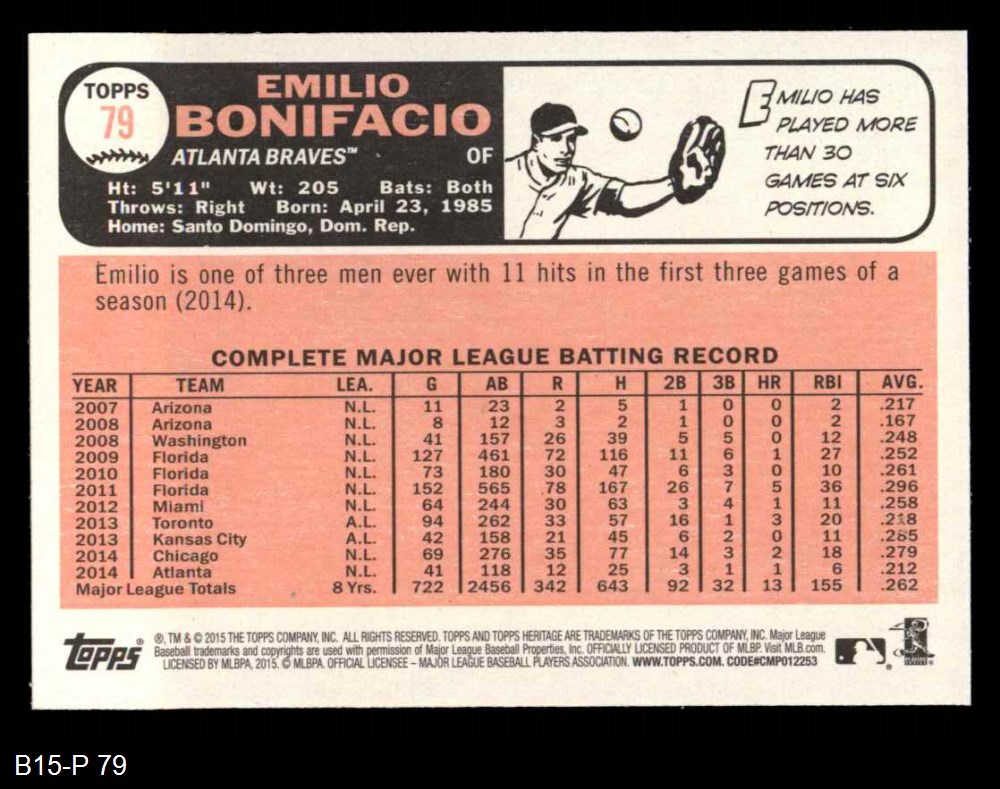 TOPPS
79
EMILIO
BONIFACIO
ATLANTA BRAVES™ OF
Ht: 5'11" Wt: 205 Bats: Both
Throws: Right Born: April 23, 1985
Home: Santo Domingo, Dom. Rep.
EMILIO HAS
PLAYED MORE
THAN 30
GAMES AT SIX
POSITIONS.
Emilio is one of three men ever with 11 hits in the first three games of a
season (2014).
COMPLETE MAJOR LEAGUE BATTING RECORD
YEAR TEAM LEA. G AB R H 2B 3B HR RBI AVG.
2007 Arizona N.L. 11 23 2 5 1 0 0 2 .217
2008 Arizona N.L. 8 12 3 2 1 0 0 2 .167
2008 Washington N.L. 41 157 26 39 5 5 0 12 .248
2009 Florida N.L. 127 461 72 116 11 6 1 27 .252
2010 Florida N.L. 73 180 30 47 6 3 0 10 .261
2011 Florida N.L. 152 565 78 167 26 7 5 36 .296
2012 Miami N.L. 64 244 30 63 3 4 1 11 .258
2013 Toronto A.L. 94 262 33 57 16 1 3 20 .218
2013 Kansas City A.L. 42 158 21 45 6 2 0 11 .285
2014 Chicago N.L. 69 276 35 77 14 3 2 18 .279
2014 Atlanta N.L. 41 118 12 25 3 1 1 6 .212
Major League Totals 8 Yrs. 722 2456 342 643 92 32 13 155 .262
topps®
®, TM & © 2015 THE TOPPS COMPANY, INC. ALL RIGHTS RESERVED. TOPPS AND TOPPS HERITAGE ARE TRADEMARKS OF THE TOPPS COMPANY, INC. Major League
Baseball trademarks and copyrights are used with permission of Major League Baseball Properties, Inc. OFFICIALLY LICENSED PRODUCT OF MLBP. Visit MLB.com.
LICENSED BY MLBPA, 2015. © MLBPA. OFFICIAL LICENSEE – MAJOR LEAGUE BASEBALL PLAYERS ASSOCIATION. WWW.TOPPS.COM. CODE#CMP012253
B15-P 79